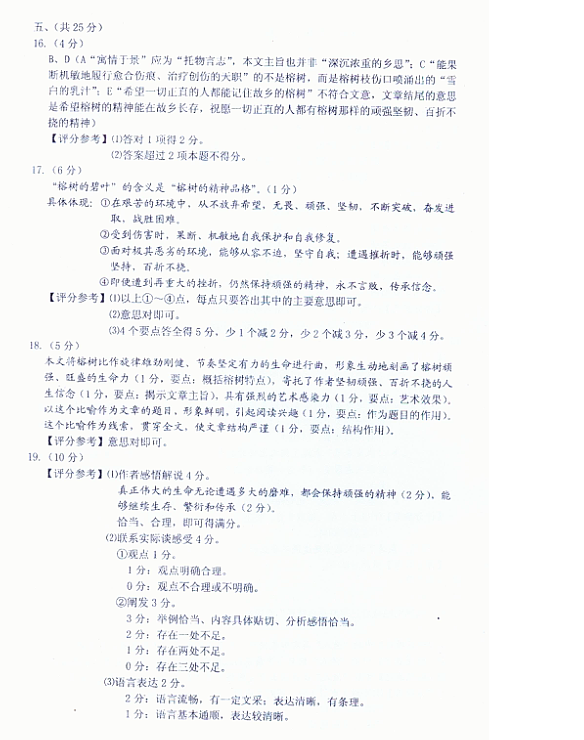 五、(共 25 分)
16.(4 分)
B、D(A“寓情于景”应为“托物言志”,本文主旨也并非“深沉浓重的乡思”;C“能果
断机敏地履行愈合伤痕、治疗创伤的天职”的不是榕树,而是榕树枝伤口喷涌出的“雪
白的乳汁”;E“希望一切正直的人都能记住故乡的榕树”不符合文意,文章结尾的意思
是希望榕树的精神能在故乡长存,祝愿一切正直的人都有榕树那样的顽强坚韧、百折不
挠的精神)
【评分参考】⑴答对 1 项得 2 分。
⑵答案超过 2 项本题不得分。
17.(6 分)
“榕树的碧叶”的含义是“榕树的精神品格”。(1 分)
具体体现:①在艰苦的环境中、从不放弃希望,无畏、顽强、坚韧,不断突破,奋发进
取,战胜困难。
②受到伤害时,果断、机敏地自我保护和自我修复。
③面对极其恶劣的环境,能够从容不迫,坚守自我;遭遇摧折时,能够顽强
坚持,百折不挠。
④即使遭到再重大的挫折,仍然保持顽强的精神,永不言败,传承信念。
【评分参考】⑴以上①～④点,每点只要答出其中的主要意思即可。
⑵意思对即可。
⑶4 个要点答全得 5 分,少 1 个减 2 分,少 2 个减 3 分,少 3 个减 4 分。
18.(5 分)
本文将榕树比作旋律雄劲刚健、节奏坚定有力的生命进行曲,形象生动地刻画了榕树顽
强、旺盛的生命力(1 分,要点:概括榕树特点),寄托了作者坚韧顽强、百折不挠的人
生信念(1 分,要点:揭示文章主旨),具有强烈的艺术感染力(1 分,要点:艺术效果)。
以这个比喻作为文章的题目,形象鲜明,引起阅读兴趣(1 分,要点:作为题目的作用)。
这个比喻作为线索,贯穿全文,使文章结构严谨(1 分,要点:结构作用)。
【评分参考】意思对即可。
19.(10 分)
【评分参考】⑴作者感悟解说 4 分。
真正伟大的生命无论遭遇多大的磨难,都会保持顽强的精神(2 分),能
够继续生存、繁衍和传承(2 分)。
恰当、合理,即可得满分。
⑵联系实际谈感受 4 分。
①观点 1 分。
1 分:观点明确合理。
0 分:观点不合理或不明确。
②阐发 3 分。
3 分:举例恰当、内容具体贴切、分析感悟恰当。
2 分:存在一处不足。
1 分:存在两处不足。
0 分:存在三处不足。
⑶语言表达 2 分。
2 分:语言流畅,有一定文采;表达清晰,有条理。
1 分:语言基本通顺,表达较清晰。